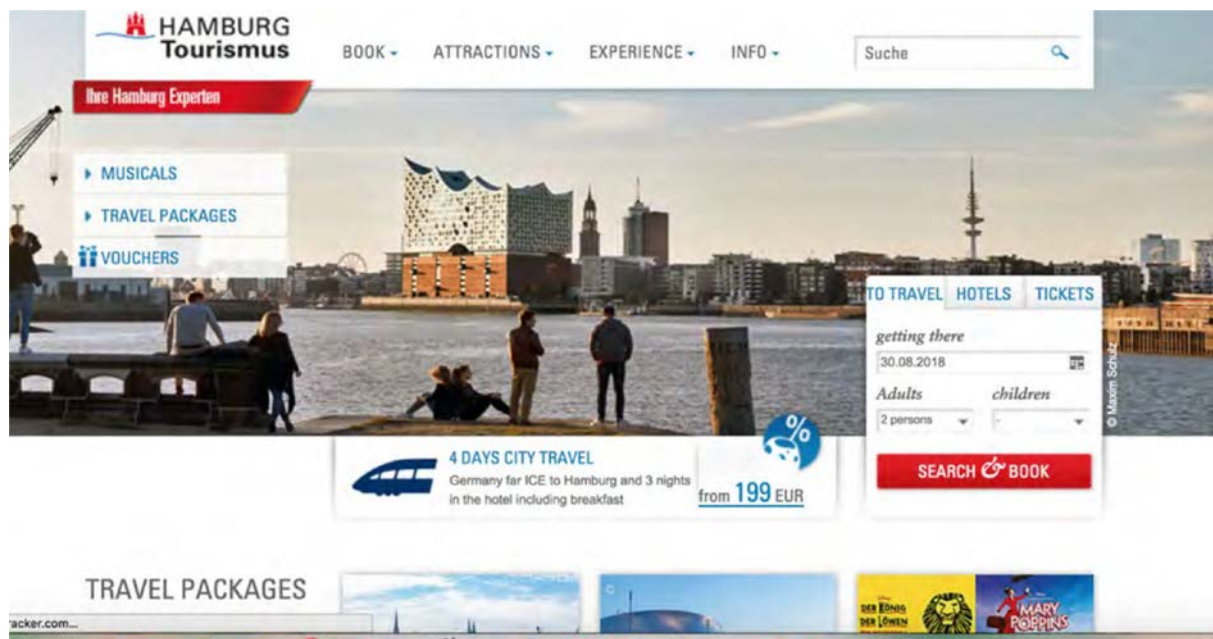 HAMBURG
Tourismus
BOOK
ATTRACTIONS
EXPERIENCE
INFO
Suche
Ihre Hamburg Experten
MUSICALS
TRAVEL PACKAGES
VOUCHERS
TO TRAVEL HOTELS TICKETS
getting there
30.08.2018
Adults children
2 persons -
SEARCH & BOOK
© Maxim Schulz
%
4 DAYS CITY TRAVEL
Germany far ICE to Hamburg and 3 nights
in the hotel including breakfast
from 199 EUR
TRAVEL PACKAGES
DER KÖNIG
DER LÖWEN
MARY
POPPINS
racker.com...